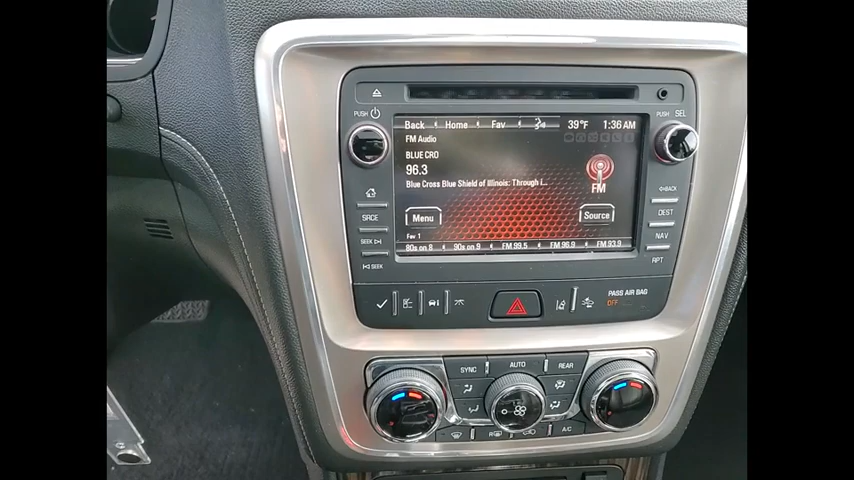 PUSH
PUSH SEL
Back Home Fav 39°F 1:36 AM
FM Audio
BLUE CRO
96.3
Blue Cross Blue Shield of Illinois: Through i...
FM
Menu
Source
Fav 1
80s on 8 90s on 9 FM 99.5 FM 96.9 FM 93.9
SRCE
SEEK
SEEK
BACK
DEST
NAV
RPT
PASS AIR BAG
OFF
SYNC AUTO REAR
R
A/C